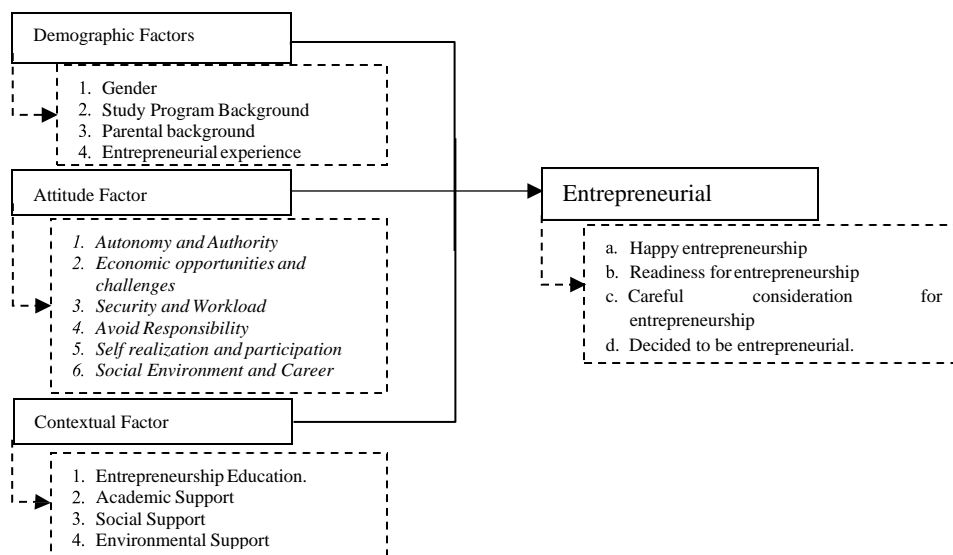 Demographic Factors
1. Gender
2. Study Program Background
3. Parental background
4. Entrepreneurial experience
Attitude Factor
1. Autonomy and Authority
2. Economic opportunities and
challenges
3. Security and Workload
4. Avoid Responsibility
5. Self realization and participation
6. Social Environment and Career
Contextual Factor
1. Entrepreneurship Education.
2. Academic Support
3. Social Support
4. Environmental Support
Entrepreneurial
a. Happy entrepreneurship
b. Readiness for entrepreneurship
c. Careful consideration for
entrepreneurship
d. Decided to be entrepreneurial.